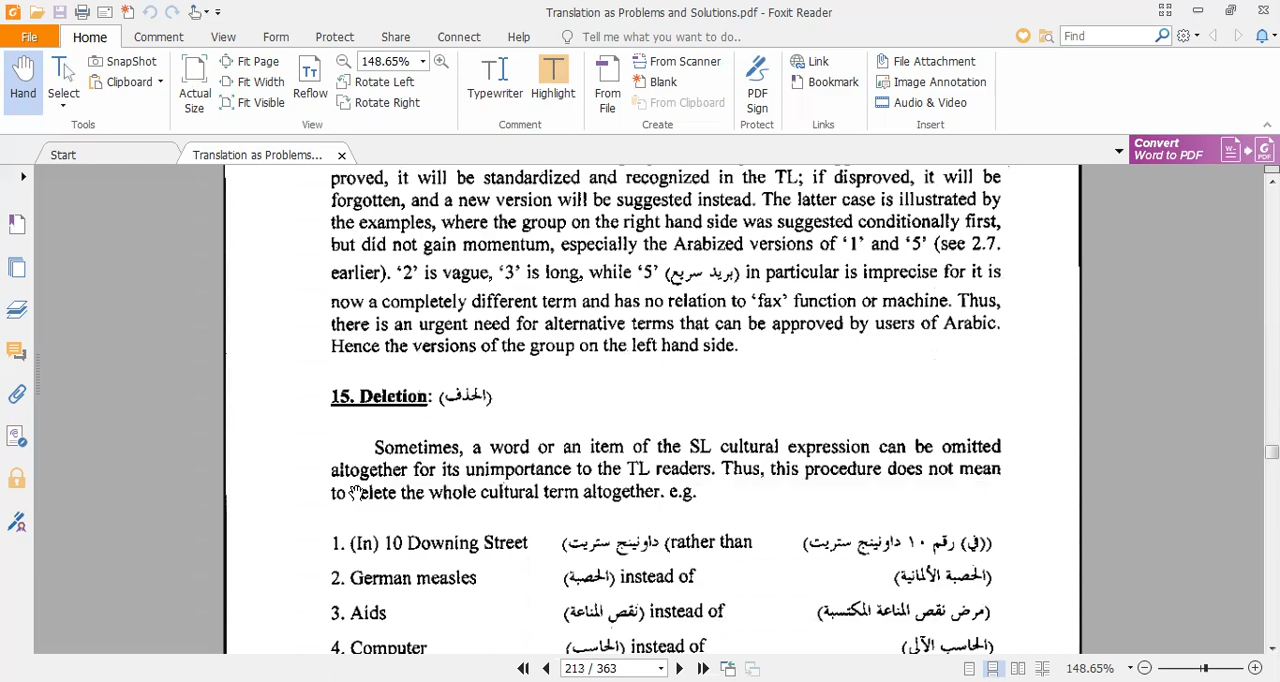 Translation as Problems and Solutions.pdf - Foxit Reader
File Home Comment View Form Protect Share Connect Help Tell me what you want to do.. Find
Hand
Select
SnapShot
Clipboard
Tools
Actual Size
Fit Page
Fit Width
Fit Visible
Reflow
148.65%
Rotate Left
Rotate Right
View
Typewriter
Highlight
Comment
From File
From Scanner
Blank
From Clipboard
Create
PDF Sign
Protect
Link
Bookmark
Links
File Attachment
Image Annotation
Audio & Video
Insert
Start Translation as Problems...
Convert
Word to PDF
proved, it will be standardized and recognized in the TL; if disproved, it will be
forgotten, and a new version will be suggested instead. The latter case is illustrated by
the examples, where the group on the right hand side was suggested conditionally first,
but did not gain momentum, especially the Arabized versions of ‘1’ and ‘5’ (see 2.7.
earlier). ‘2’ is vague, ‘3’ is long, while ‘5’ (بريد سريع) in particular is imprecise for it is
now a completely different term and has no relation to ‘fax’ function or machine. Thus,
there is an urgent need for alternative terms that can be approved by users of Arabic.
Hence the versions of the group on the left hand side.
15. Deletion: (الحذف)
Sometimes, a word or an item of the SL cultural expression can be omitted
altogether for its unimportance to the TL readers. Thus, this procedure does not mean
to delete the whole cultural term altogether. e.g.
1. (In) 10 Downing Street (داونينج ستريت (rather than ((في) رقم ١٠ داونينج ستريت)
2. German measles (الحصبة) instead of (الحصبة الألمانية)
3. Aids (نقص المناعة) instead of (مرض نقص المناعة المكتسبة)
4. Computer (الحاسب) instead of (الحاسب الآلي)
213 / 363 148.65%